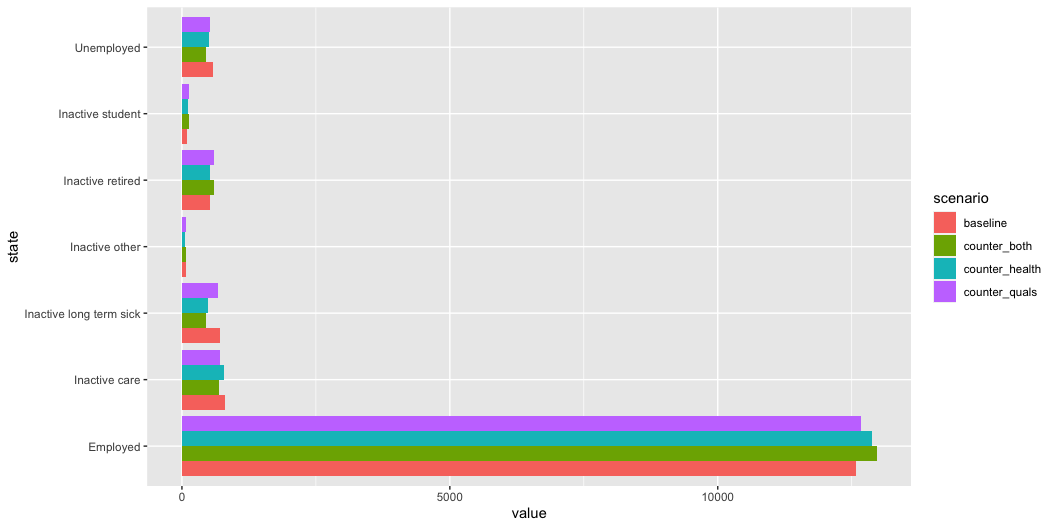 Unemployed
Inactive student
Inactive retired
Inactive other
Inactive long term sick
Inactive care
Employed
state
0 5000 10000
value
scenario
baseline
counter_both
counter_health
counter_quals